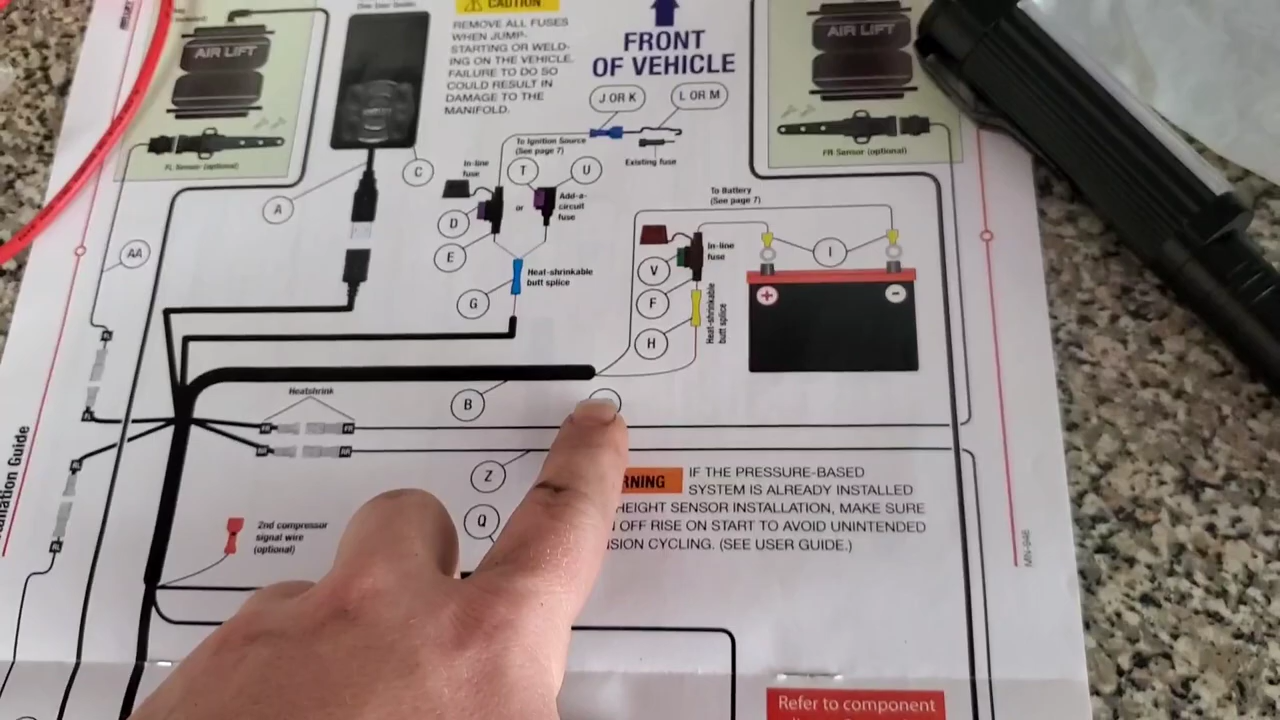 CAUTION
REMOVE ALL FUSES
WHEN JUMP-
STARTING OR WELD-
ING ON THE VEHICLE.
FAILURE TO DO SO
COULD RESULT IN
DAMAGE TO THE
MANIFOLD.
FRONT
OF VEHICLE
AIR LIFT
AIR LIFT
J OR K
L OR M
To Ignition Source
(See page 7)
Existing fuse
FL Sensor (optional)
FR Sensor (optional)
In-line
fuse
T
U
C
A
D
or
Add-a-
circuit
fuse
To Battery
(See page 7)
AA
E
In-line
fuse
I
V
G
Heat-shrinkable
butt splice
F
H
Heat-shrinkable
butt splice
+
−
Heatshrink
B
Z
Q
RNING
IF THE PRESSURE-BASED
SYSTEM IS ALREADY INSTALLED
HEIGHT SENSOR INSTALLATION, MAKE SURE
OFF RISE ON START TO AVOID UNINTENDED
SION CYCLING. (SEE USER GUIDE.)
2nd compressor
signal wire
(optional)
Guide
MN-946
Refer to component